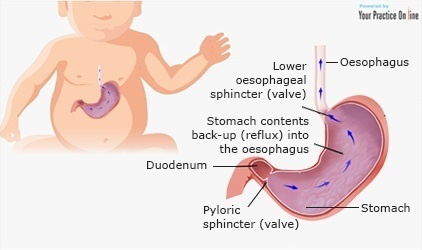 Powered by
Your Practice Online
Oesophagus
Lower
oesophageal
sphincter (valve)
Stomach contents
back-up (reflux) into
the oesophagus
Duodenum
Pyloric
sphincter (valve)
Stomach